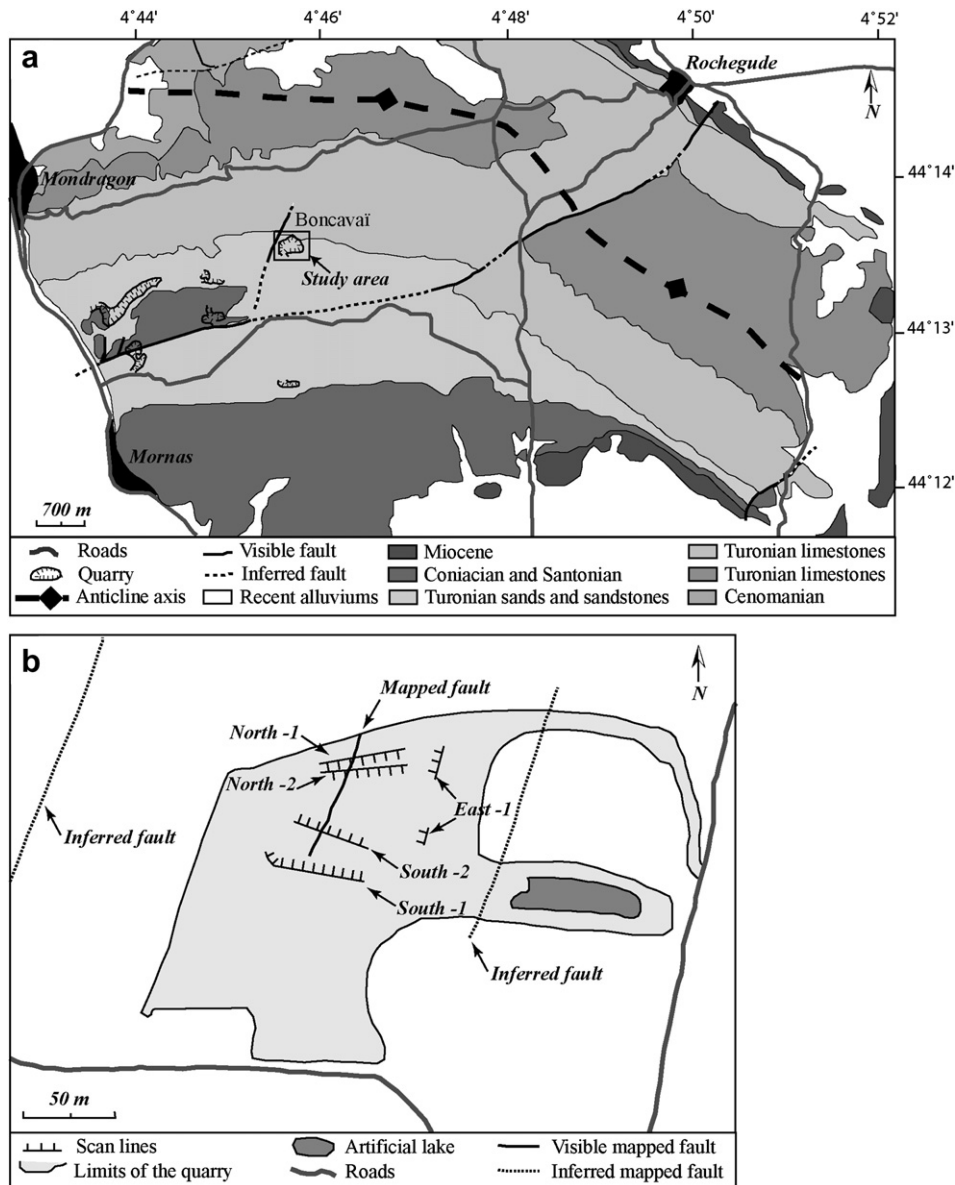 4°44' 4°46' 4°48' 4°50' 4°52'
a
Rochegude
N
44°14'
Mondragon
Boncavaï
Study area
44°13'
Mornas
44°12'
700 m
Roads Visible fault Miocene Turonian limestones
Quarry Inferred fault Coniacian and Santonian Turonian limestones
Anticline axis Recent alluviums Turonian sands and sandstones Cenomanian
b
Mapped fault
N
North -1
North -2
East -1
Inferred fault
South -2
South -1
Inferred fault
50 m
Scan lines Artificial lake Visible mapped fault
Limits of the quarry Roads Inferred mapped fault